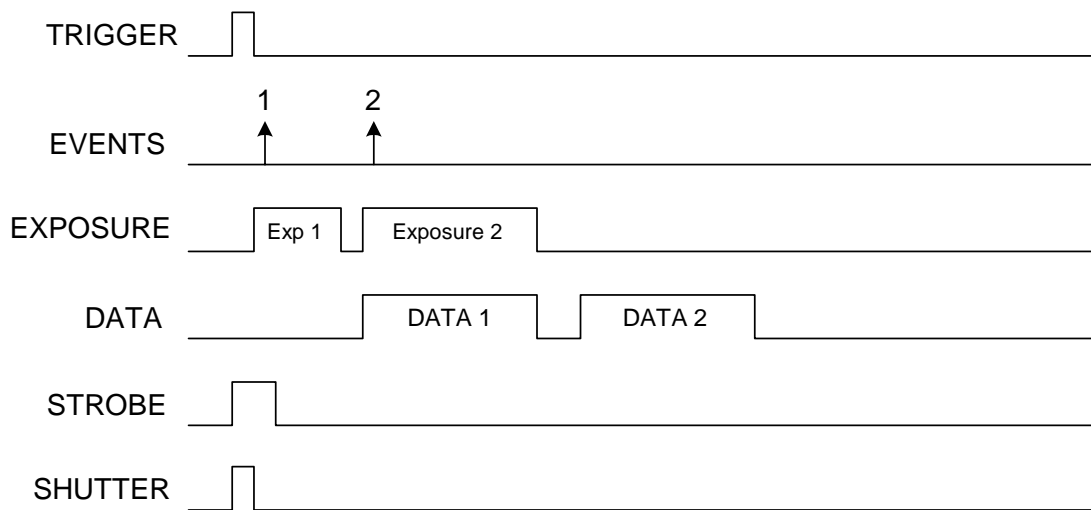 TRIGGER
1 2
EVENTS
EXPOSURE
Exp 1 Exposure 2
DATA
DATA 1 DATA 2
STROBE
SHUTTER